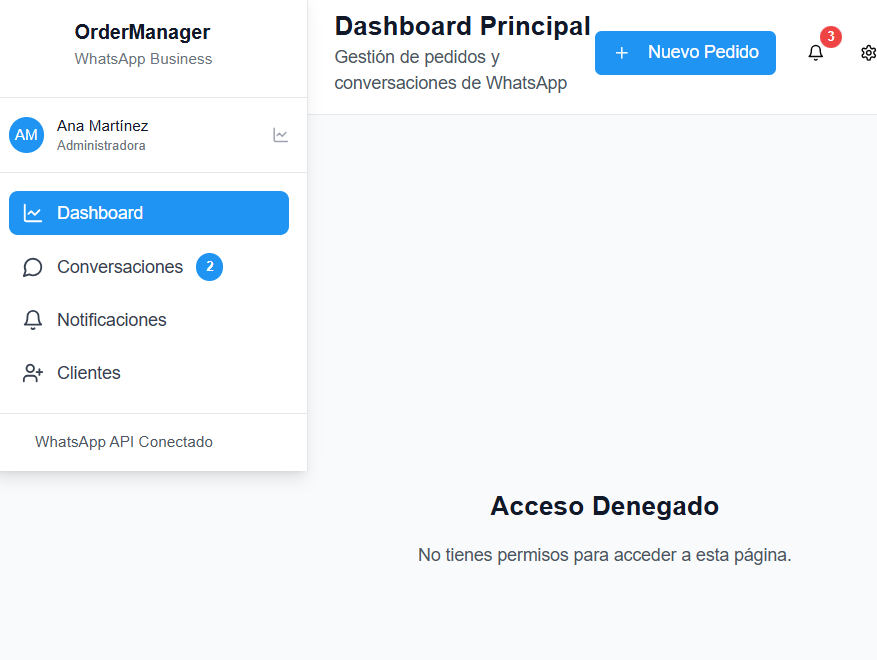 OrderManager
WhatsApp Business
AM
Ana Martínez
Administradora
Dashboard
Conversaciones 2
Notificaciones
Clientes
WhatsApp API Conectado
Dashboard Principal
Gestión de pedidos y
conversaciones de WhatsApp
+ Nuevo Pedido
3
Acceso Denegado
No tienes permisos para acceder a esta página.